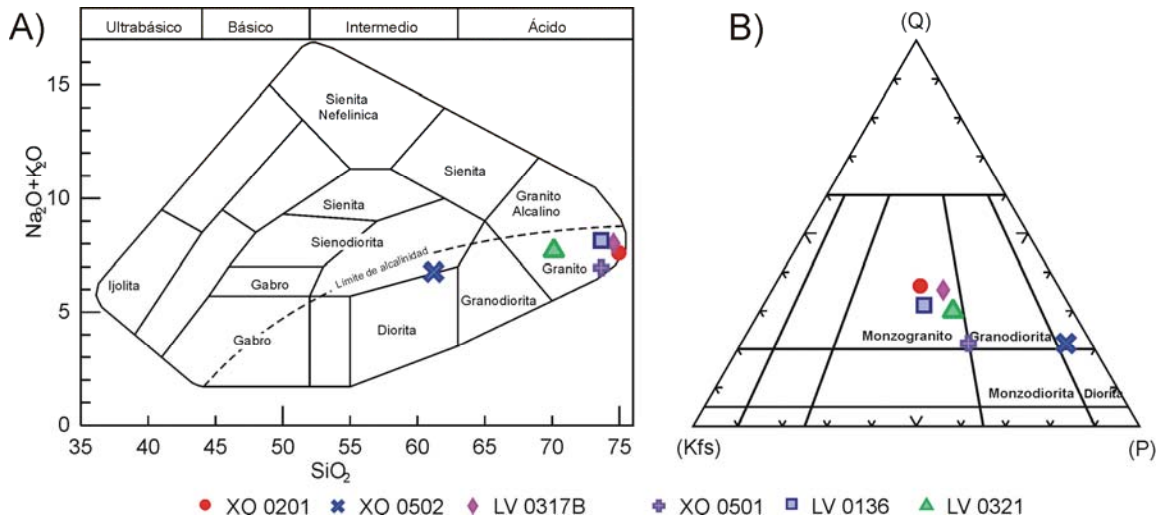 A)
Ultrabásico Básico Intermedio Ácido
Na₂O+K₂O
15
10
5
0
Sienita
Nefelinica
Sienita
Granito
Alcalino
Sienita
Sienodiorita
Límite de alcalinidad
Ijolita
Gabro
Granito
Granodiorita
Gabro
Diorita
35 40 45 50 55 60 65 70 75
SiO₂
B)
(Q)
Monzogranito Granodiorita
Monzodiorita Diorita
(Kfs) (P)
XO 0201 XO 0502 LV 0317B XO 0501 LV 0136 LV 0321